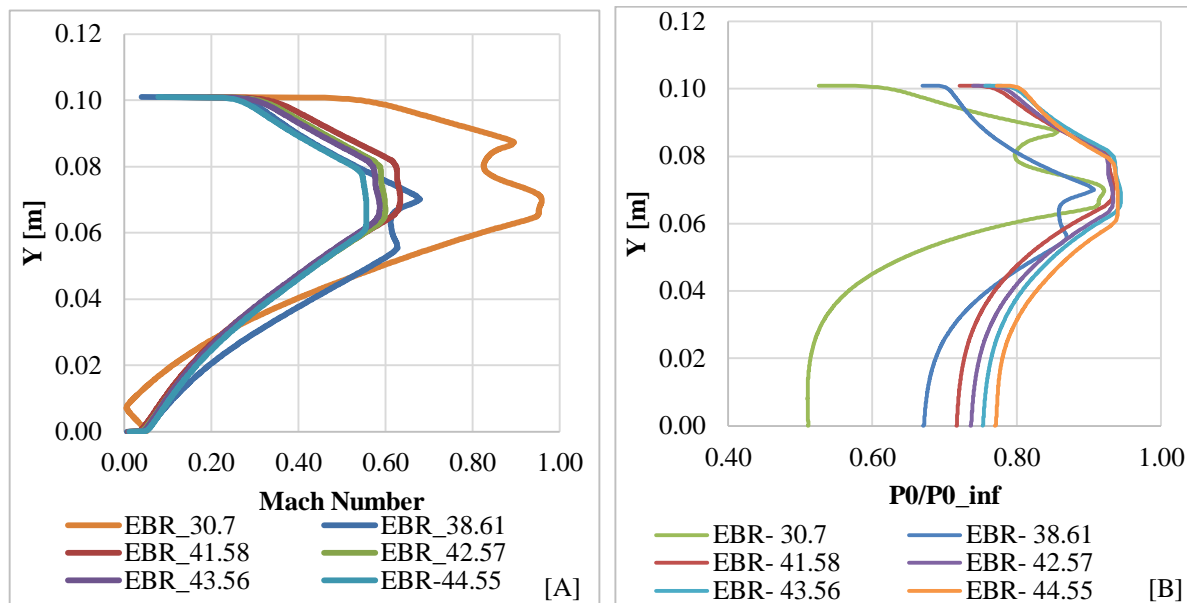 0.12
0.10
0.08
0.06
0.04
0.02
0.00
Y [m]
0.00 0.20 0.40 0.60 0.80 1.00
Mach Number
EBR_30.7 EBR_38.61
EBR_41.58 EBR_42.57
EBR_43.56 EBR-44.55
[A]
0.12
0.10
0.08
0.06
0.04
0.02
0.00
Y [m]
0.40 0.60 0.80 1.00
P0/P0_inf
EBR- 30.7 EBR- 38.61
EBR- 41.58 EBR- 42.57
EBR- 43.56 EBR- 44.55
[B]